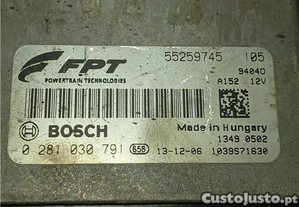 FPT
POWERTRAIN TECHNOLOGIES
55259745 105
9404D
A152 - 12V
BOSCH
Made in Hungary
1349 0502
0 281 030 791 658 13-12-06 1039S71630
CustoJusto.pt